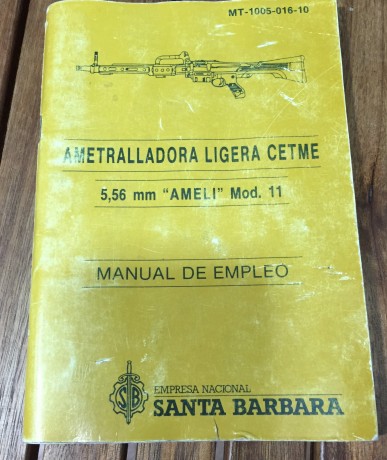 MT-1005-016-10
AMETRALLADORA LIGERA CETME
5,56 mm "AMELI" Mod. 11
MANUAL DE EMPLEO
SB
EMPRESA NACIONAL
SANTA BARBARA